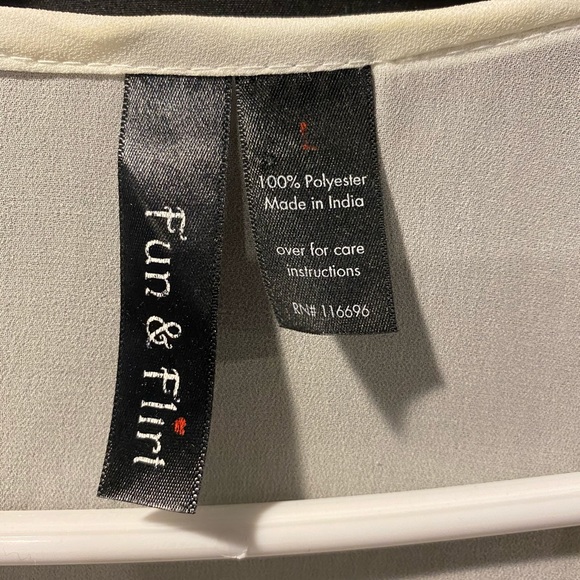 Fun & Flirt
L
100% Polyester
Made in India
over for care
instructions
RN# 116696